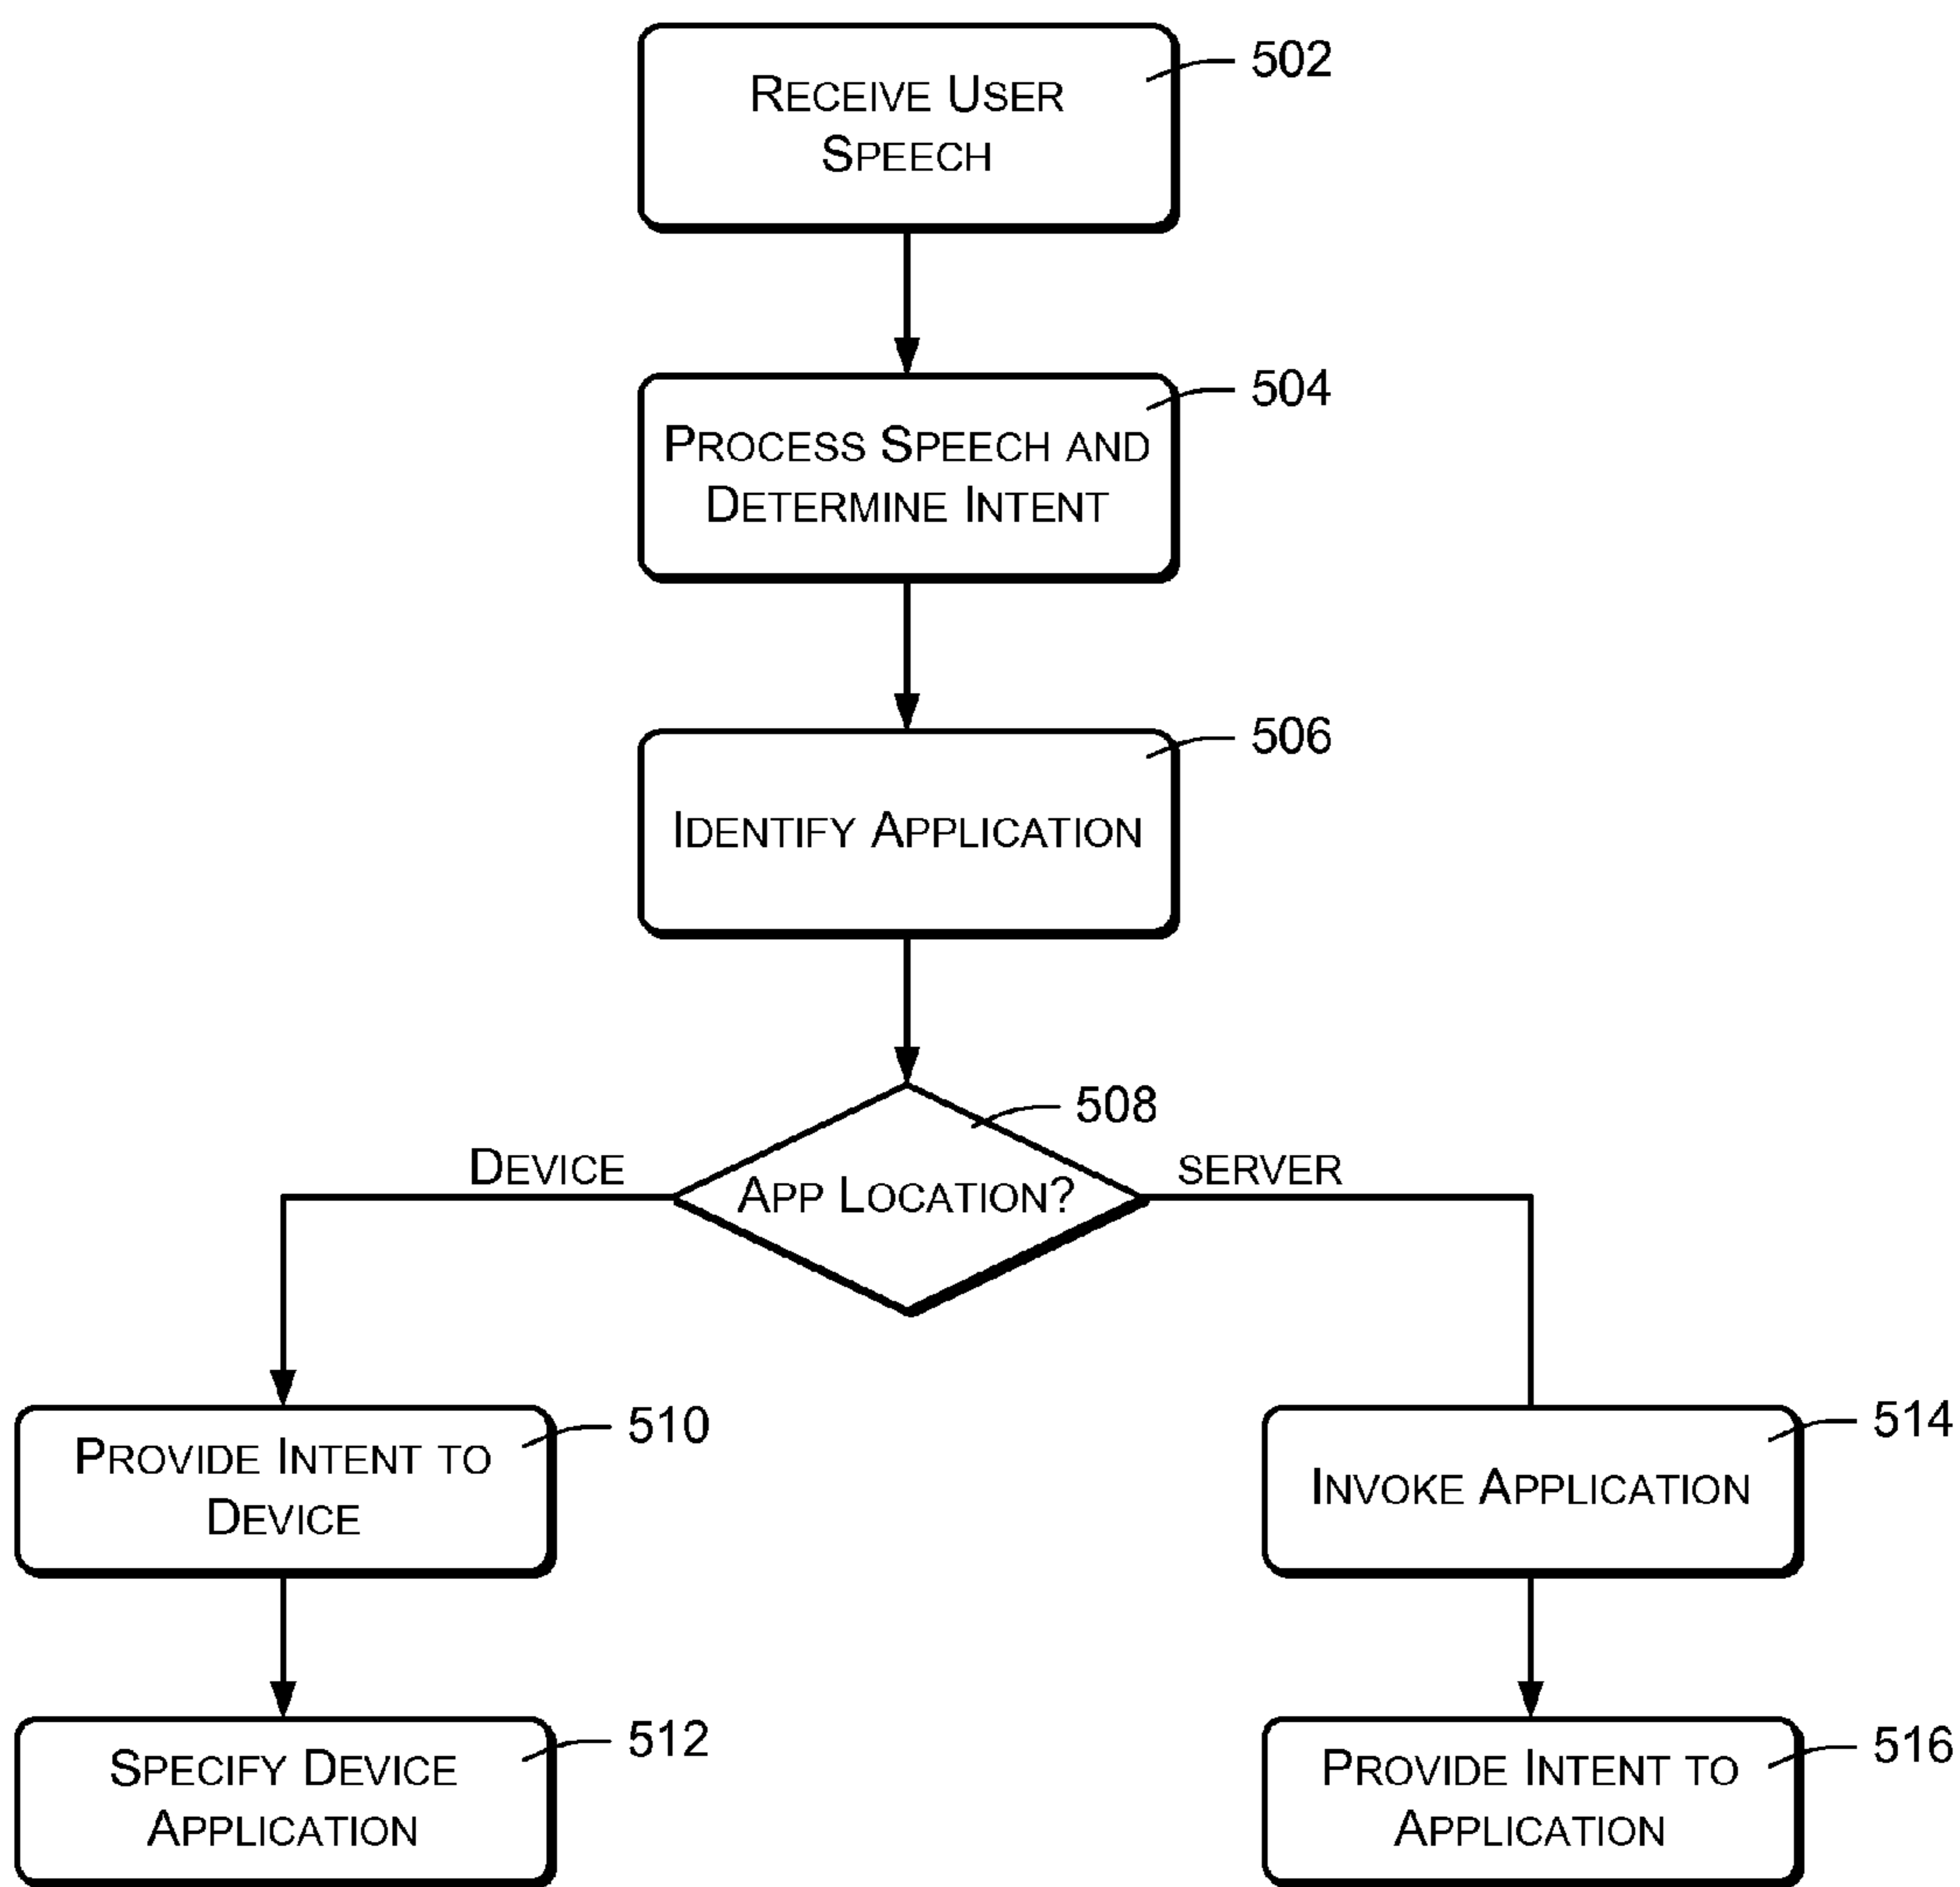 RECEIVE USER
SPEECH
502
PROCESS SPEECH AND
DETERMINE INTENT
504
IDENTIFY APPLICATION
506
APP LOCATION?
508
DEVICE
SERVER
PROVIDE INTENT TO
DEVICE
510
INVOKE APPLICATION
514
SPECIFY DEVICE
APPLICATION
512
PROVIDE INTENT TO
APPLICATION
516